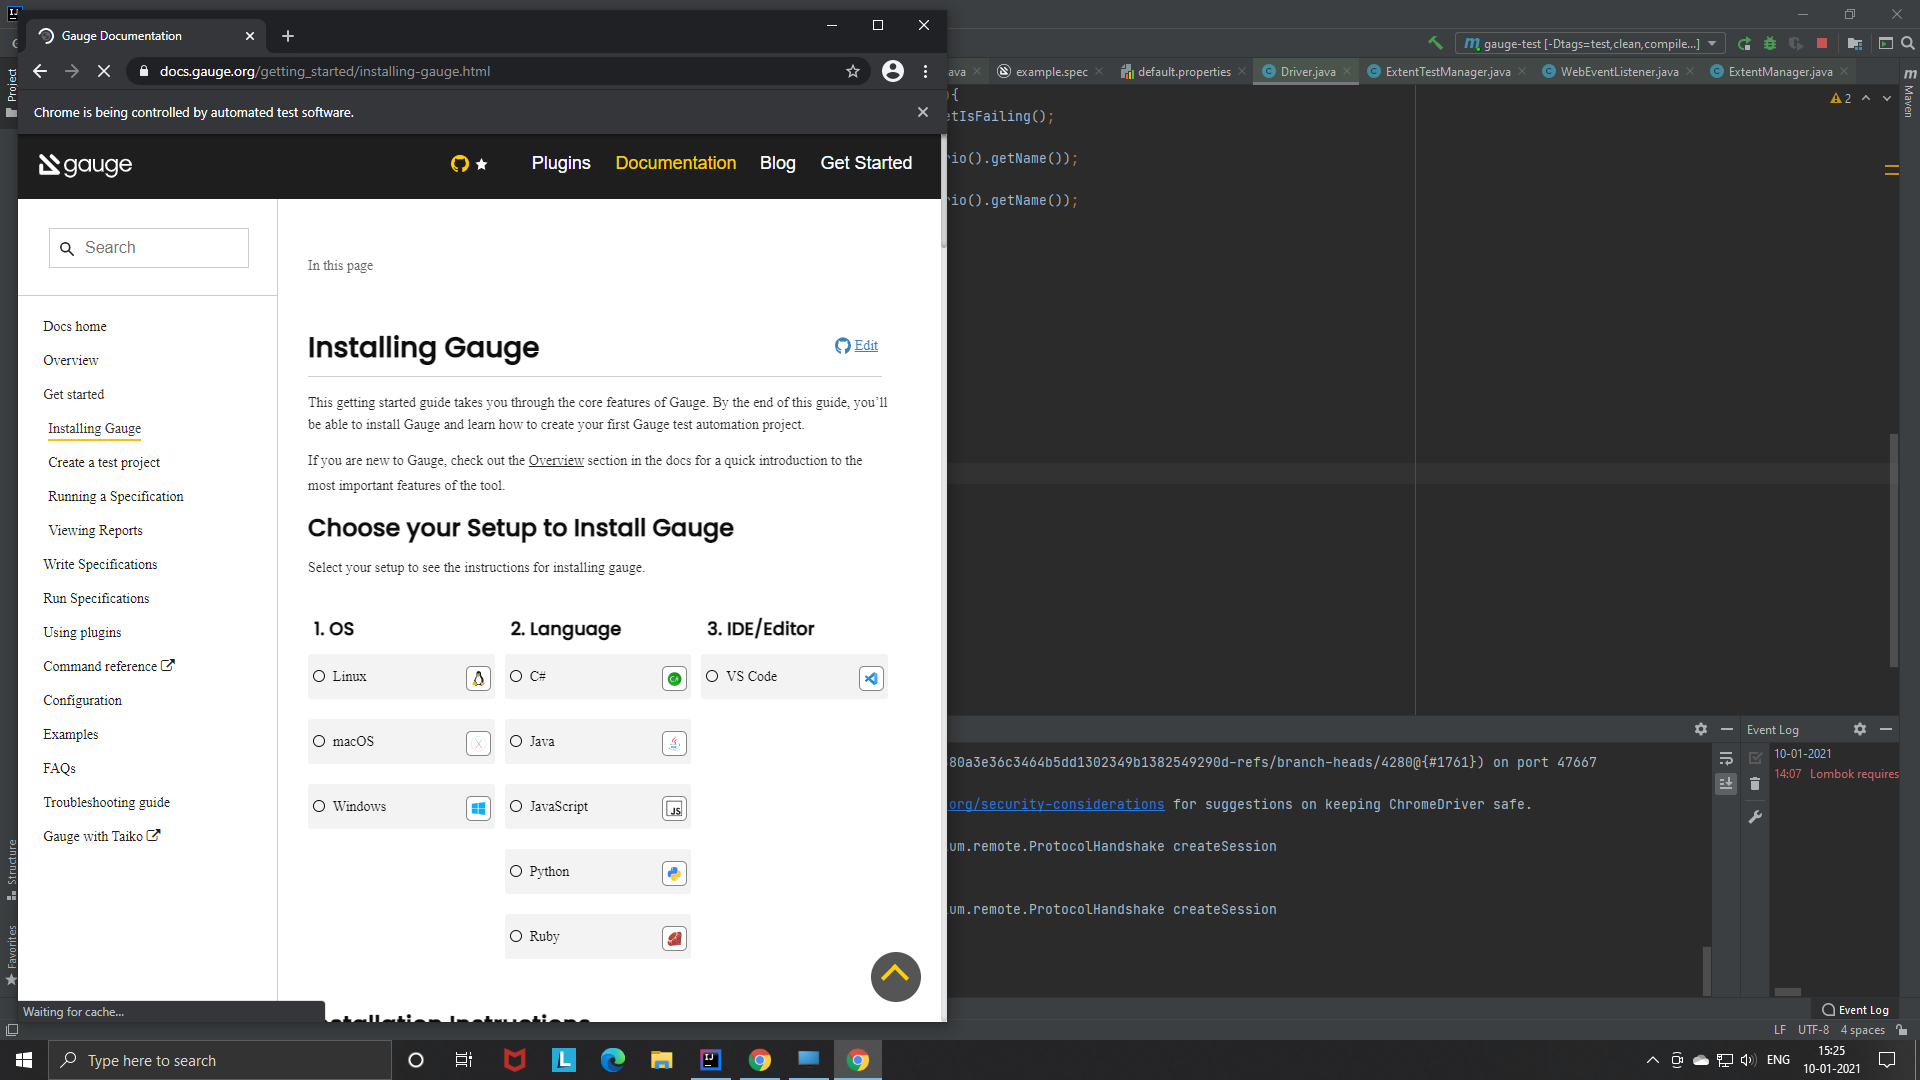 Gauge Documentation
docs.gauge.org/getting_started/installing-gauge.html
Chrome is being controlled by automated test software.
gauge
Plugins
Documentation
Blog
Get Started
Search
Docs home
Overview
Get started
Installing Gauge
Create a test project
Running a Specification
Viewing Reports
Write Specifications
Run Specifications
Using plugins
Command reference
Configuration
Examples
FAQs
Troubleshooting guide
Gauge with Taiko
In this page
Installing Gauge
Edit
This getting started guide takes you through the core features of Gauge. By the end of this guide, you’ll
be able to install Gauge and learn how to create your first Gauge test automation project.
If you are new to Gauge, check out the Overview section in the docs for a quick introduction to the
most important features of the tool.
Choose your Setup to Install Gauge
Select your setup to see the instructions for installing gauge.
1. OS
2. Language
3. IDE/Editor
Linux
C#
VS Code
macOS
Java
Windows
JavaScript
JS
Python
Ruby
Waiting for cache...
gauge-test [-Dtags=test,clean,compile...]
ava
example.spec
default.properties
Driver.java
ExtentTestManager.java
WebEventListener.java
ExtentManager.java
Project
Maven
Structure
Favorites
){
etIsFailing();
rio().getName());
rio().getName());
2
80a3e36c3464b5dd1302349b1382549290d-refs/branch-heads/4280@{#1761}) on port 47667
org/security-considerations for suggestions on keeping ChromeDriver safe.
um.remote.ProtocolHandshake createSession
um.remote.ProtocolHandshake createSession
Event Log
10-01-2021
14:07 Lombok requires
Event Log
LF UTF-8 4 spaces
Type here to search
ENG
15:25
10-01-2021